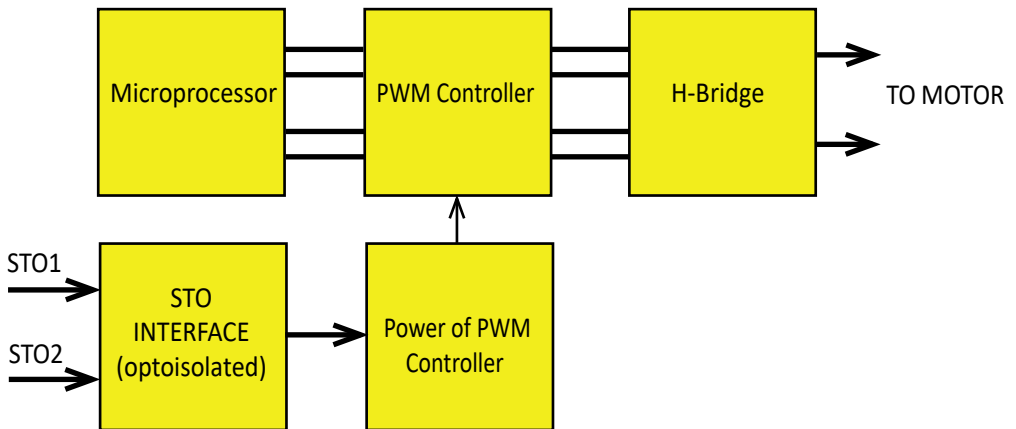 Microprocessor
PWM Controller
H-Bridge
TO MOTOR
STO1
STO2
STO
INTERFACE
(optoisolated)
Power of PWM
Controller